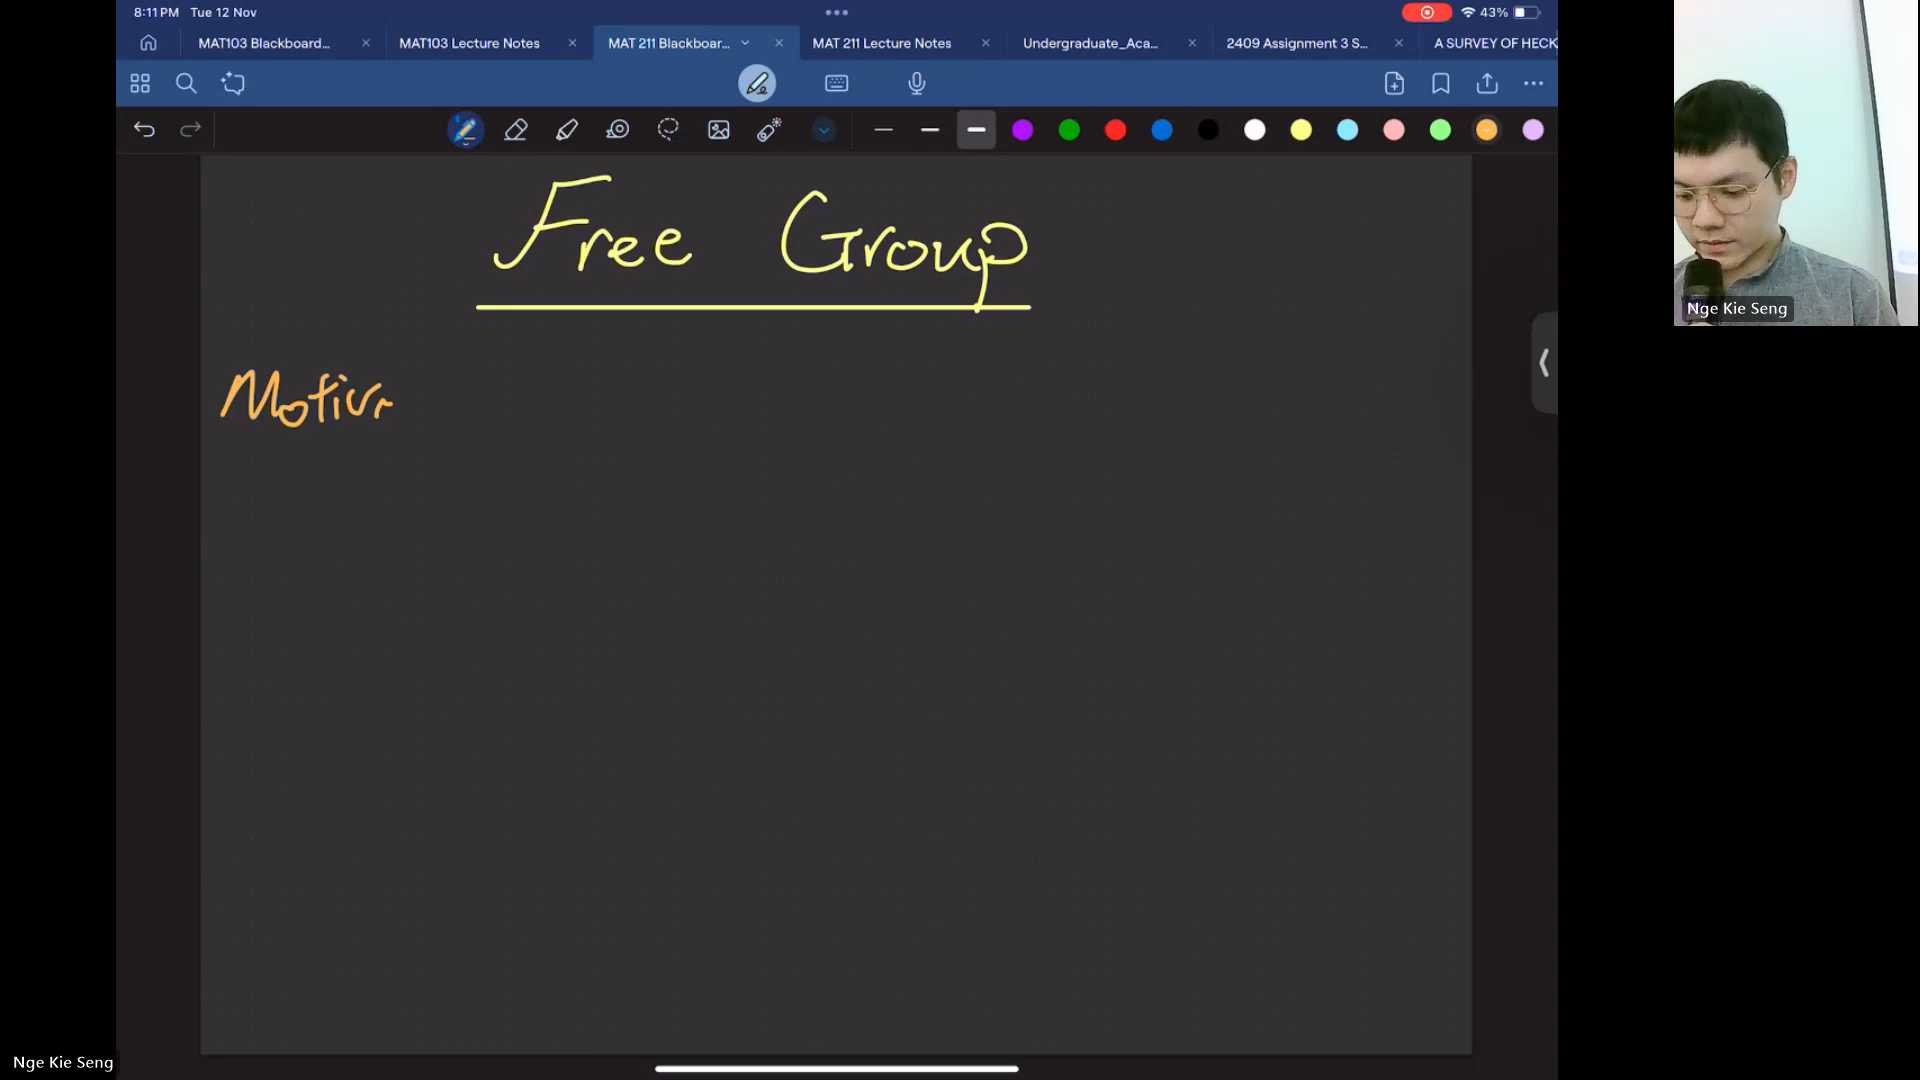 8:11 PM Tue 12 Nov
43%
MAT103 Blackboard...
MAT103 Lecture Notes
MAT 211 Blackboar...
MAT 211 Lecture Notes
Undergraduate_Aca...
2409 Assignment 3 S...
A SURVEY OF HECK
Free Group
Nge Kie Seng
Nge Kie Seng